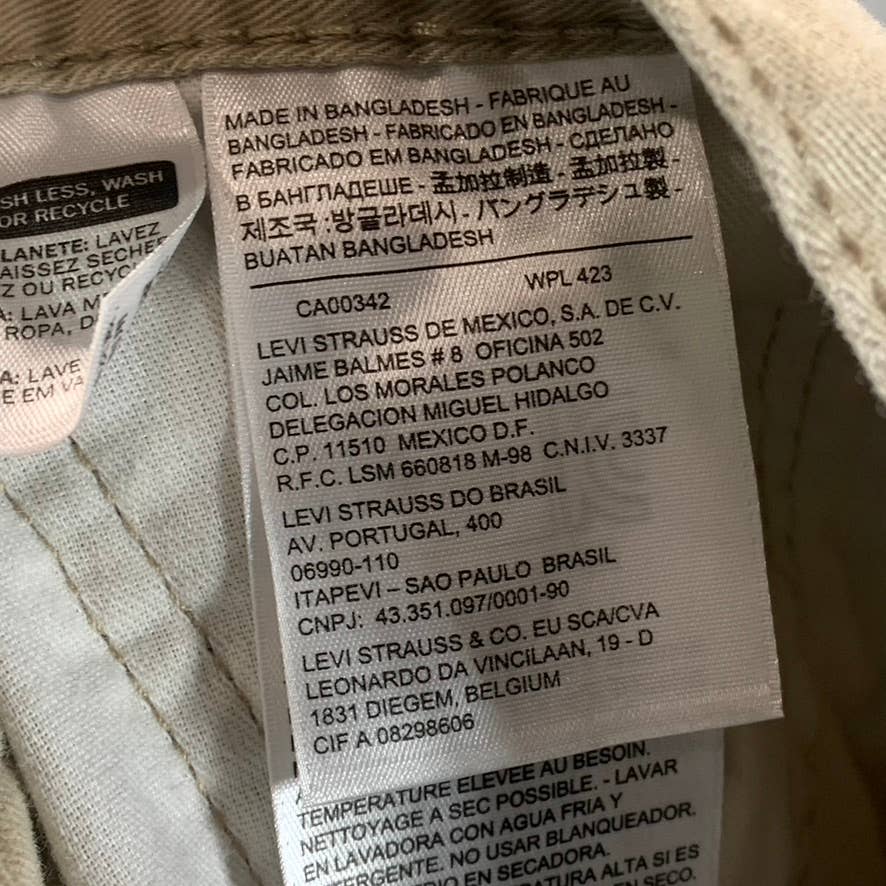 MADE IN BANGLADESH - FABRIQUE AU
BANGLADESH - FABRICADO EN BANGLADESH -
FABRICADO EM BANGLADESH - СДЕЛАНО
В БАНГЛАДЕШЕ - 孟加拉制造 - 孟加拉製 -
제조국 :방글라데시 - バングラデシュ製 -
BUATAN BANGLADESH
CA00342 WPL 423
LEVI STRAUSS DE MEXICO, S.A. DE C.V.
JAIME BALMES # 8 OFICINA 502
COL. LOS MORALES POLANCO
DELEGACION MIGUEL HIDALGO
C.P. 11510 MEXICO D.F.
R.F.C. LSM 660818 M-98 C.N.I.V. 3337
LEVI STRAUSS DO BRASIL
AV. PORTUGAL, 400
06990-110
ITAPEVI – SAO PAULO BRASIL
CNPJ: 43.351.097/0001-90
LEVI STRAUSS & CO. EU SCA/CVA
LEONARDO DA VINCILAAN, 19 - D
1831 DIEGEM, BELGIUM
CIF A 08298606
LESS, WASH
OR RECYCLE
LAVEZ
SECHE
Z OU
LAVA
ROPA,
LAVE
E EM
TEMPERATURE ELEVEE AU BESOIN.
NETTOYAGE A SEC POSSIBLE. - LAVAR
EN LAVADORA CON AGUA FRIA Y
NO USAR BLANQUEADOR.
EN SECADORA.
ALTA SI ES